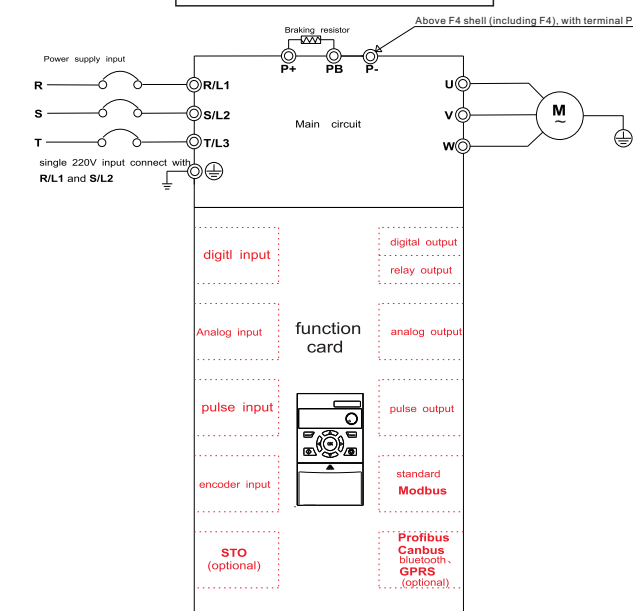 Above F4 shell (including F4), with terminal P
Braking resistor
Power supply input
P+ PB P-
R R/L1 U
S S/L2 V M
~
Main circuit
T T/L3 W
single 220V input connect with
R/L1 and S/L2
digitl input digital output
relay output
Analog input function analog output
card
pulse input pulse output
OK
encoder input standard
Modbus
STO Profibus
(optional) Canbus
bluetooth、
GPRS
(optional)